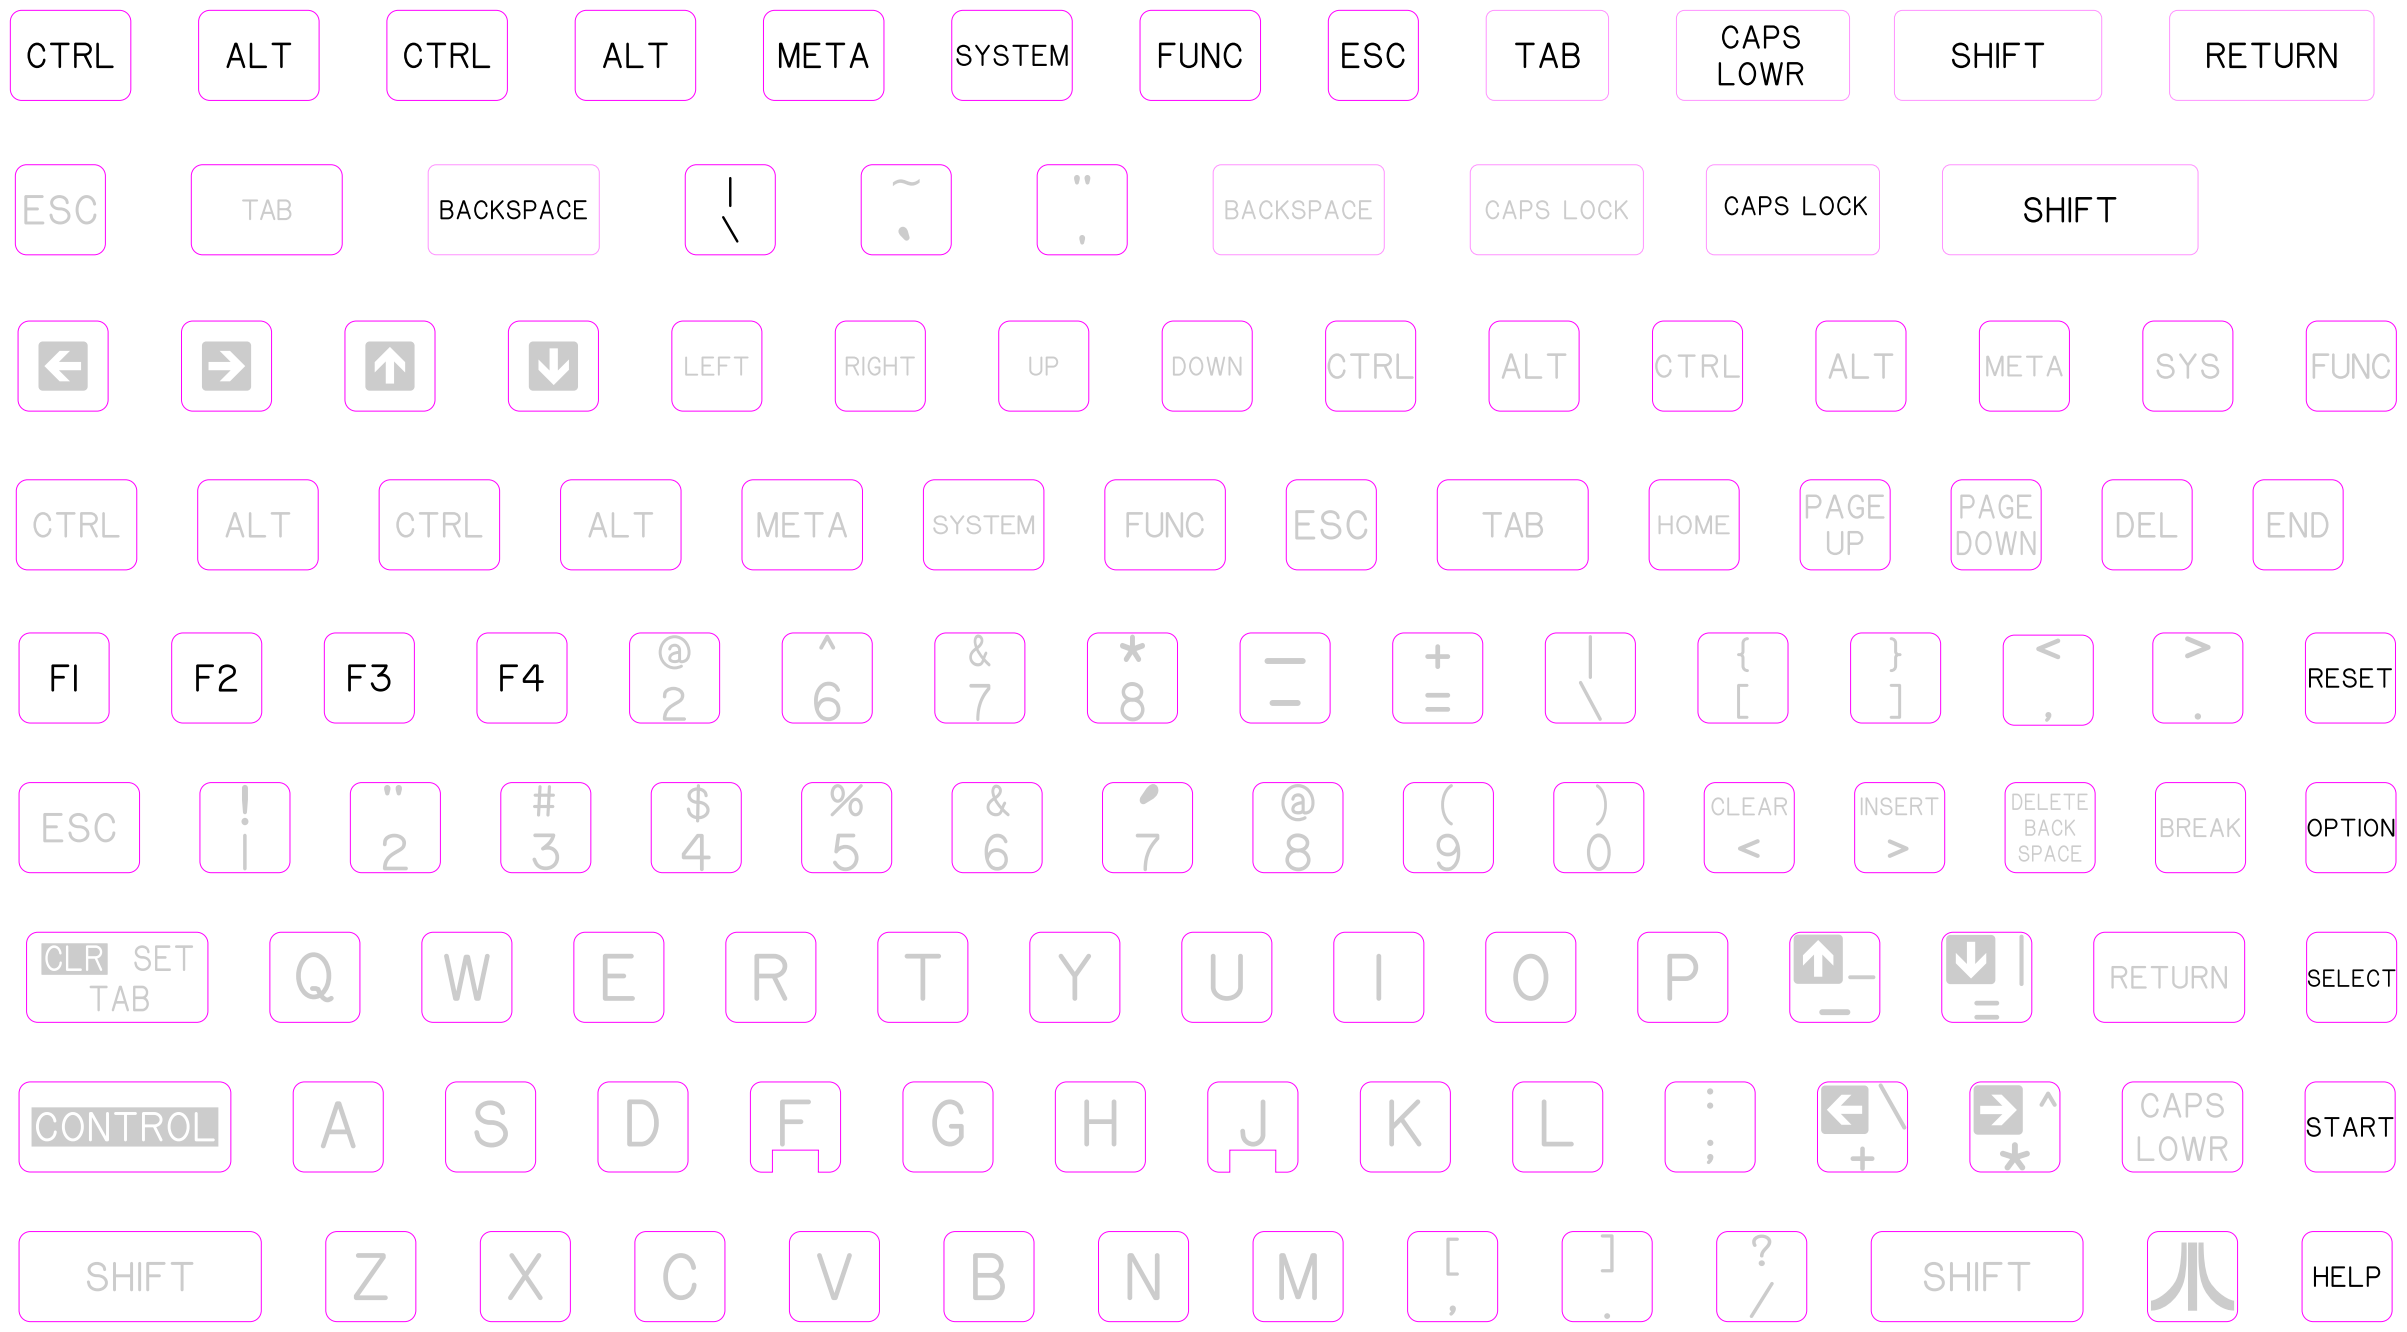 CTRL ALT CTRL ALT META SYSTEM FUNC ESC TAB CAPS LOWR SHIFT RETURN
ESC TAB BACKSPACE | \ ~ ` " ' BACKSPACE CAPS LOCK CAPS LOCK SHIFT
← → ↑ ↓ LEFT RIGHT UP DOWN CTRL ALT CTRL ALT META SYS FUNC
CTRL ALT CTRL ALT META SYSTEM FUNC ESC TAB HOME PAGE UP PAGE DOWN DEL END
F1 F2 F3 F4 @ 2 ^ 6 & 7 * 8 — - + = | \ { [ } ] < , > . RESET
ESC ! 1 " 2 # 3 $ 4 % 5 & 6 ' 7 @ 8 ( 9 ) 0 CLEAR < INSERT > DELETE BACK SPACE BREAK OPTION
CLR SET TAB Q W E R T Y U I O P ↑ — - ↓ | = RETURN SELECT
CONTROL A S D F G H J K L : ; ← \ + → ^ * CAPS LOWR START
SHIFT Z X C V B N M [ , ] . ? / SHIFT HELP